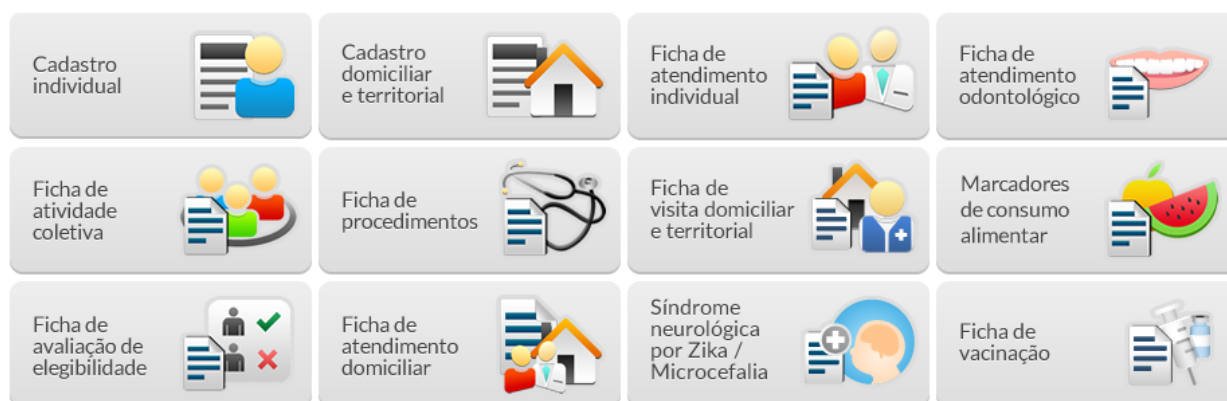 Cadastro
individual
Cadastro
domiciliar
e territorial
Ficha de
atendimento
individual
Ficha de
atendimento
odontológico
Ficha de
atividade
coletiva
Ficha de
procedimentos
Ficha de
visita domiciliar
e territorial
Marcadores
de consumo
alimentar
Ficha de
avaliação de
elegibilidade
Ficha de
atendimento
domiciliar
Síndrome
neurológica
por Zika /
Microcefalia
Ficha de
vacinação